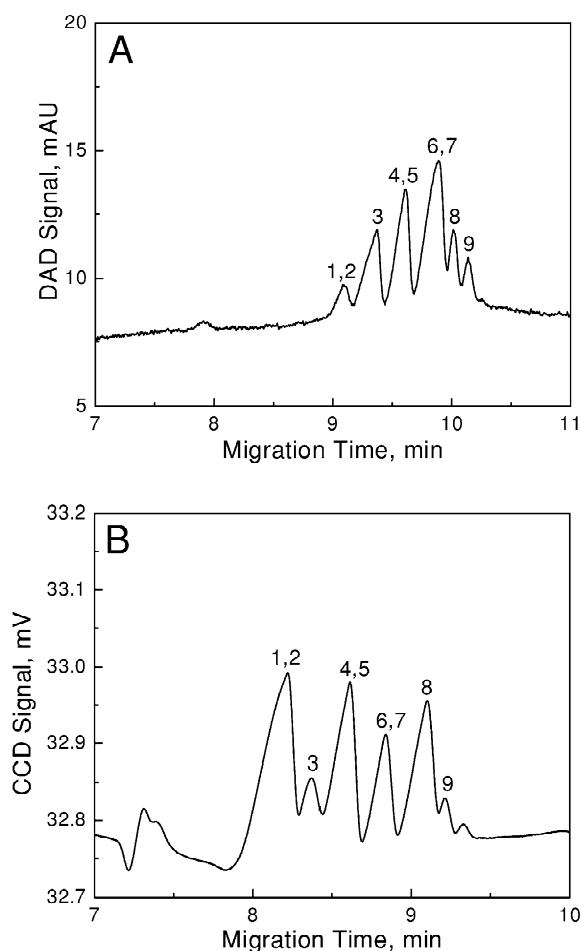 A
20
15
10
5
DAD Signal, mAU
1,2
3
4,5
6,7
8
9
7 8 9 10 11
Migration Time, min
B
33.2
33.1
33.0
32.9
32.8
32.7
CCD Signal, mV
1,2
3
4,5
6,7
8
9
7 8 9 10
Migration Time, min